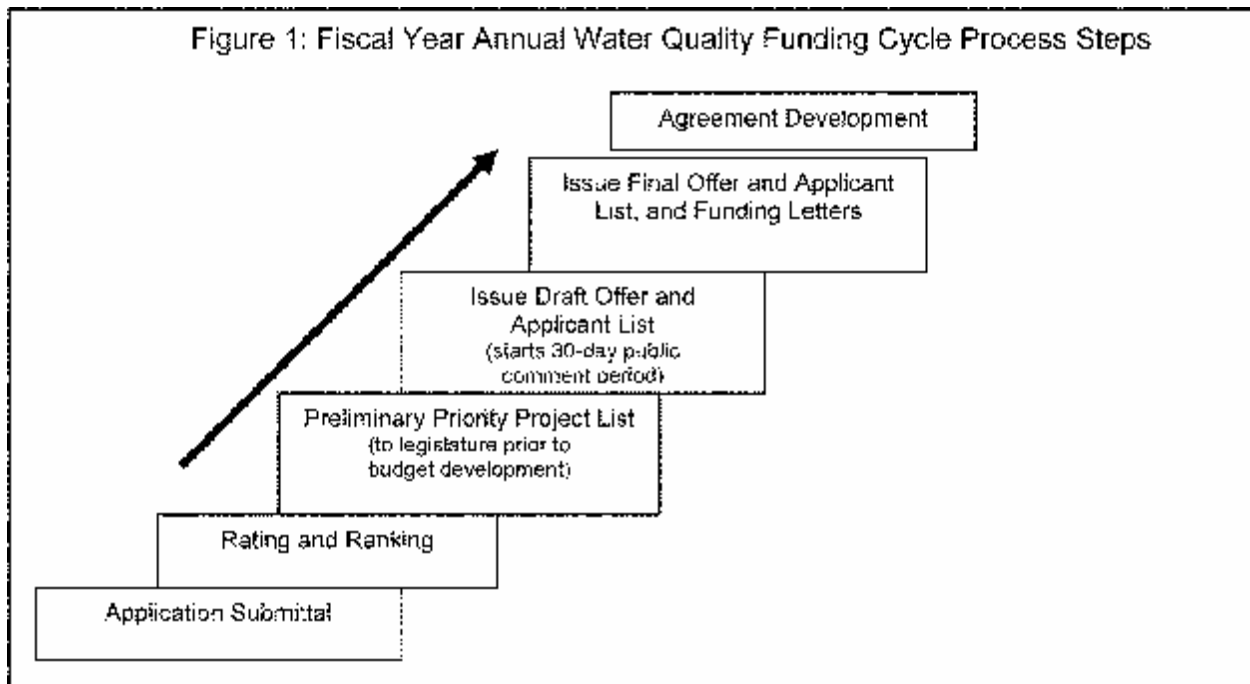 Figure 1: Fiscal Year Annual Water Quality Funding Cycle Process Steps
Agreement Development
Issue Final Offer and Applicant
List, and Funding Letters
Issue Draft Offer and
Applicant List
(starts 30-day public
comment period)
Preliminary Priority Project List
(to legislature prior to
budget development)
Rating and Ranking
Application Submittal